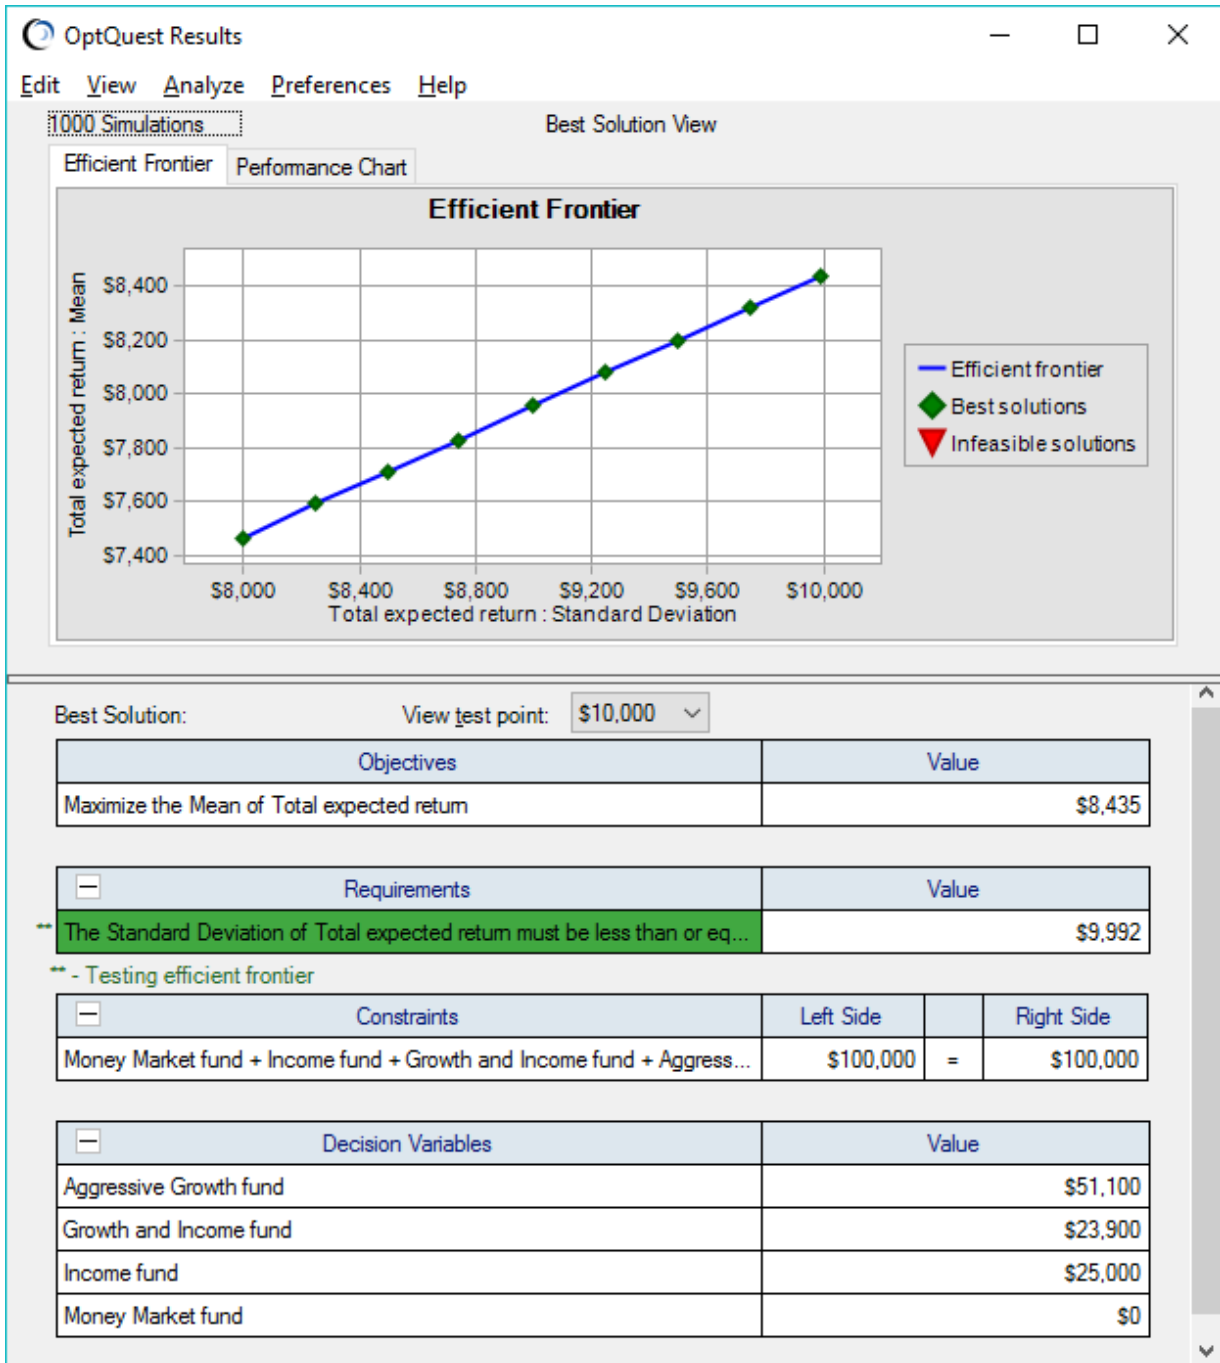 OptQuest Results
Edit View Analyze Preferences Help
1000 Simulations Best Solution View
Efficient Frontier Performance Chart
Efficient Frontier
Total expected return : Mean
$8,400
$8,200
$8,000
$7,800
$7,600
$7,400
$8,000 $8,400 $8,800 $9,200 $9,600 $10,000
Total expected return : Standard Deviation
Efficient frontier
Best solutions
Infeasible solutions
Best Solution: View test point: $10,000
Objectives Value
Maximize the Mean of Total expected return $8,435
Requirements Value
** The Standard Deviation of Total expected return must be less than or eq... $9,992
** - Testing efficient frontier
Constraints Left Side Right Side
Money Market fund + Income fund + Growth and Income fund + Aggress... $100,000 = $100,000
Decision Variables Value
Aggressive Growth fund $51,100
Growth and Income fund $23,900
Income fund $25,000
Money Market fund $0